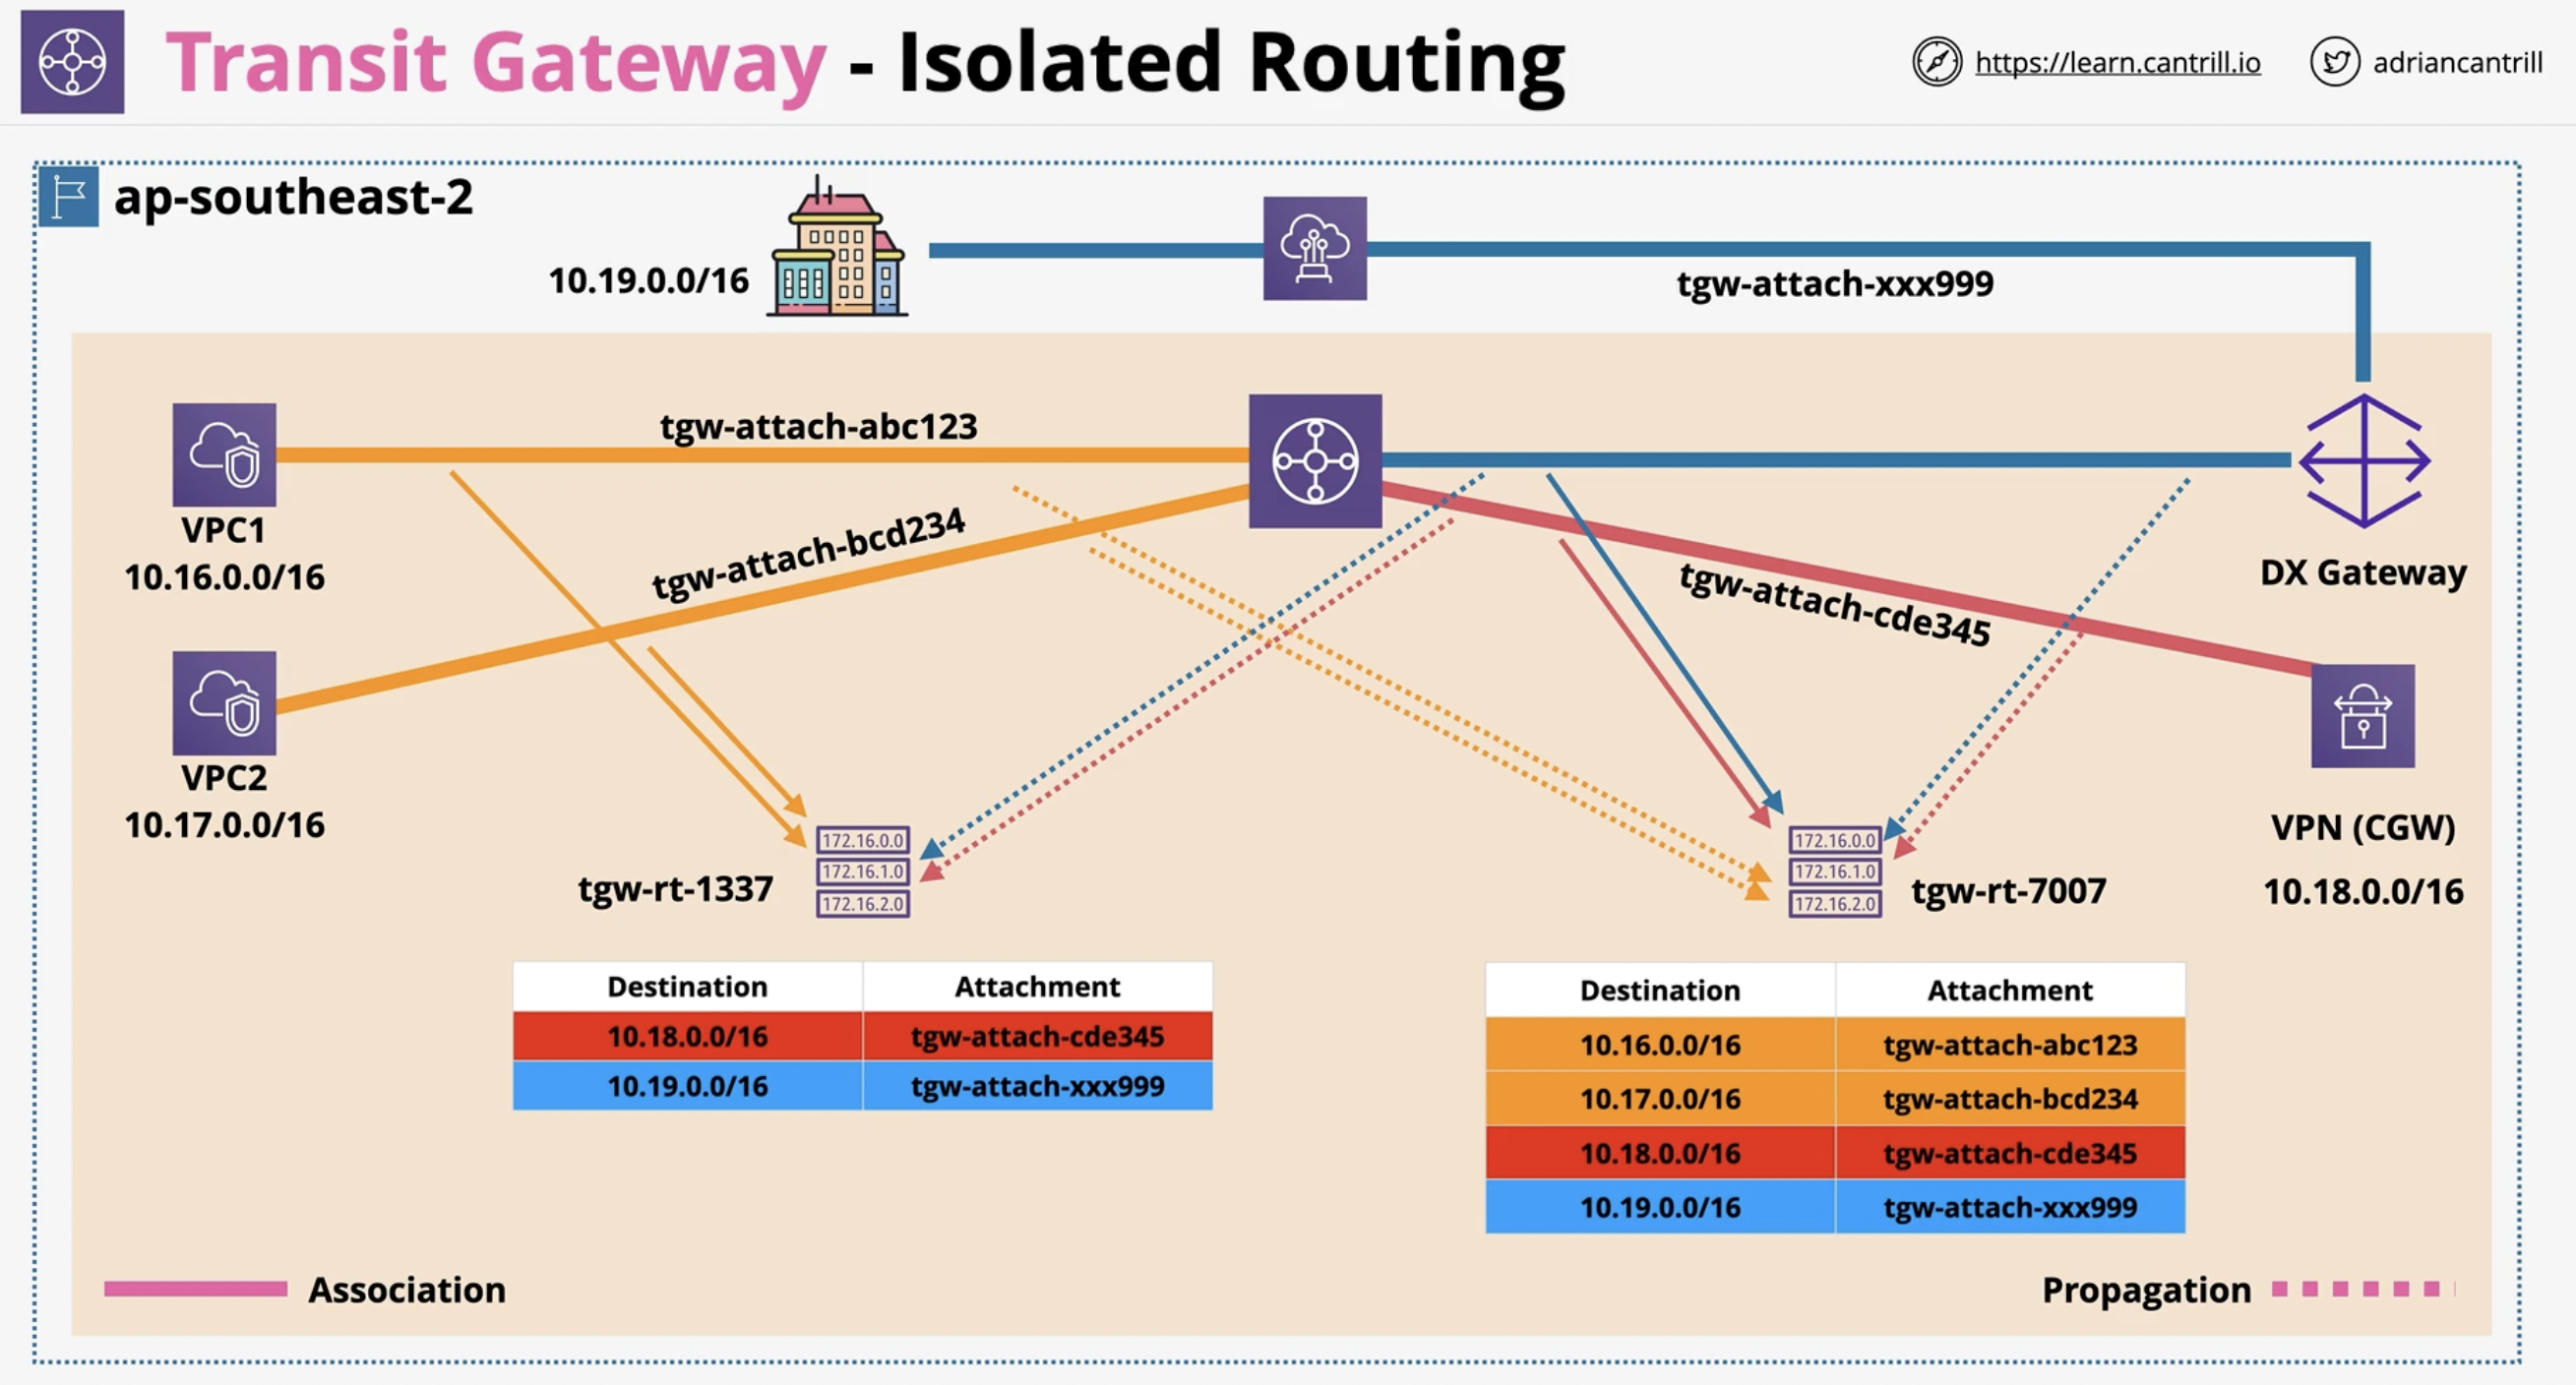 Transit Gateway - Isolated Routing
https://learn.cantrill.io
adriancantrill
ap-southeast-2
10.19.0.0/16
tgw-attach-xxx999
tgw-attach-abc123
VPC1
10.16.0.0/16
tgw-attach-bcd234
tgw-attach-cde345
DX Gateway
VPC2
10.17.0.0/16
tgw-rt-1337
172.16.0.0
172.16.1.0
172.16.2.0
172.16.0.0
172.16.1.0
172.16.2.0
tgw-rt-7007
VPN (CGW)
10.18.0.0/16
Destination Attachment
10.18.0.0/16 tgw-attach-cde345
10.19.0.0/16 tgw-attach-xxx999
Destination Attachment
10.16.0.0/16 tgw-attach-abc123
10.17.0.0/16 tgw-attach-bcd234
10.18.0.0/16 tgw-attach-cde345
10.19.0.0/16 tgw-attach-xxx999
Association
Propagation